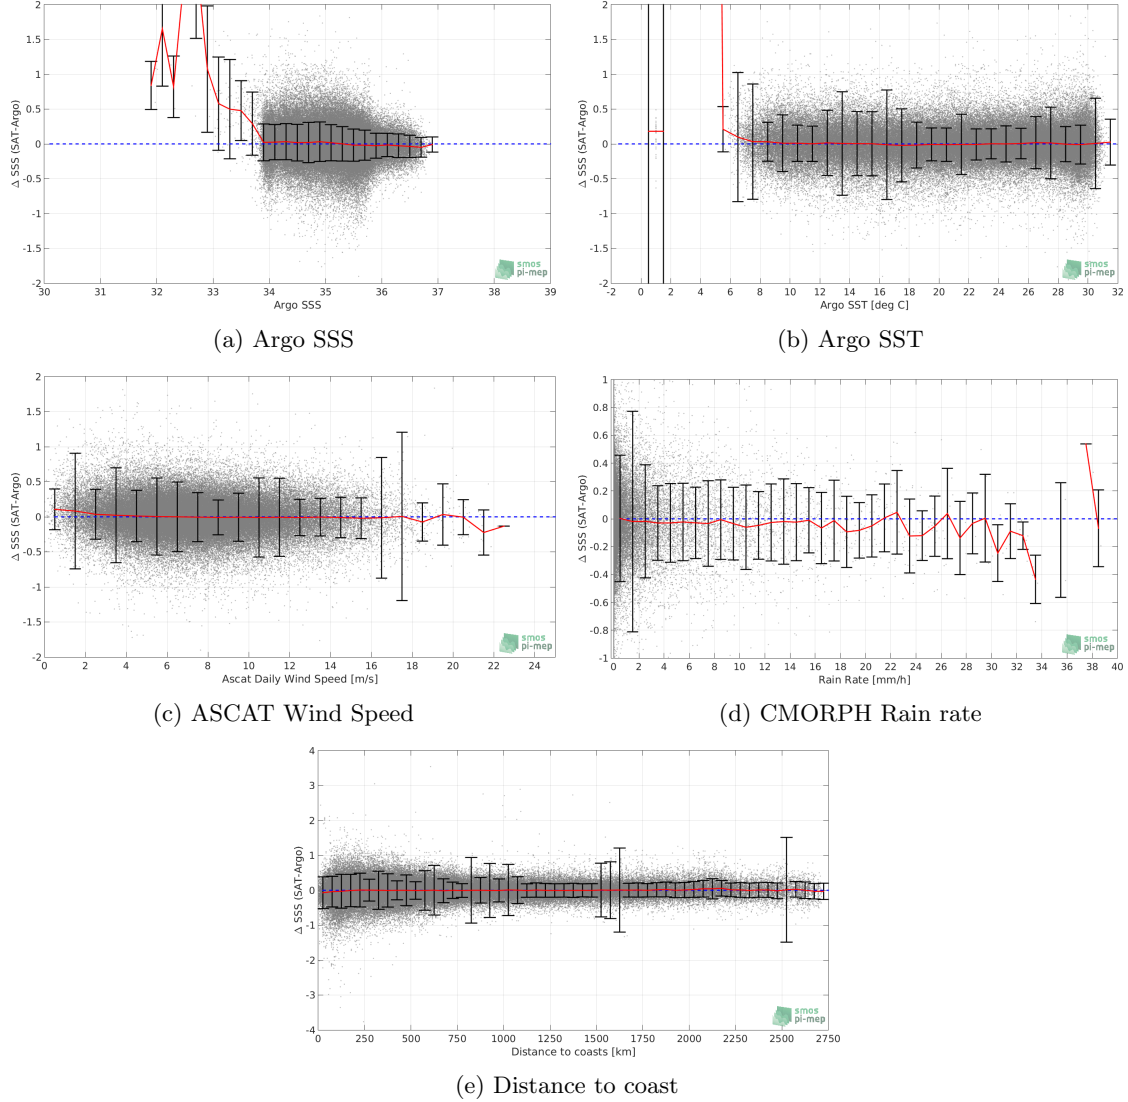 2
1.5
1
0.5
0
-0.5
-1
-1.5
-2
Δ SSS (SAT-Argo)
30 31 32 33 34 35 36 37 38 39
Argo SSS
smos
pi-mep
(a) Argo SSS
2
1.5
1
0.5
0
-0.5
-1
-1.5
-2
Δ SSS (SAT-Argo)
-2 0 2 4 6 8 10 12 14 16 18 20 22 24 26 28 30 32
Argo SST [deg C]
smos
pi-mep
(b) Argo SST
2
1.5
1
0.5
0
-0.5
-1
-1.5
-2
Δ SSS (SAT-Argo)
0 2 4 6 8 10 12 14 16 18 20 22 24
Ascat Daily Wind Speed [m/s]
smos
pi-mep
(c) ASCAT Wind Speed
1
0.8
0.6
0.4
0.2
0
-0.2
-0.4
-0.6
-0.8
-1
Δ SSS (SAT-Argo)
0 2 4 6 8 10 12 14 16 18 20 22 24 26 28 30 32 34 36 38 40
Rain Rate [mm/h]
smos
pi-mep
(d) CMORPH Rain rate
4
3
2
1
0
-1
-2
-3
-4
Δ SSS (SAT-Argo)
0 250 500 750 1000 1250 1500 1750 2000 2250 2500 2750
Distance to coasts [km]
smos
pi-mep
(e) Distance to coast